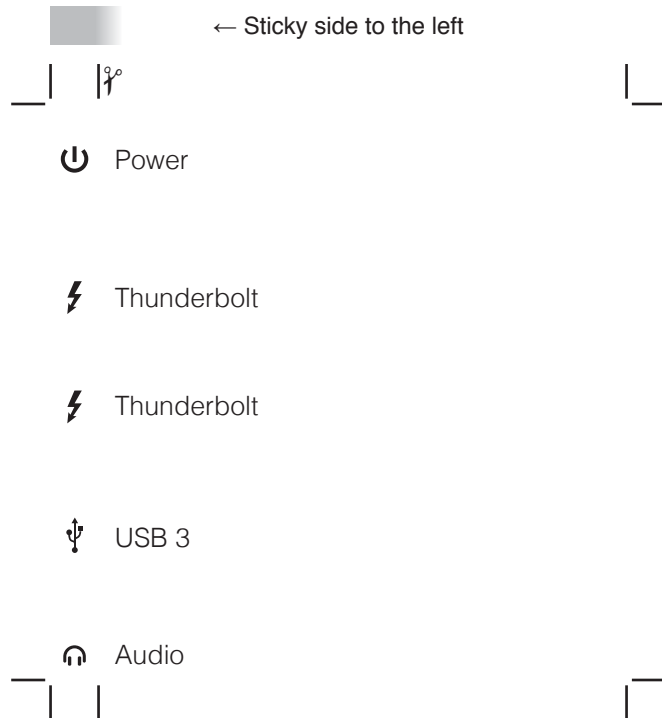 ← Sticky side to the left
Power
Thunderbolt
Thunderbolt
USB 3
Audio